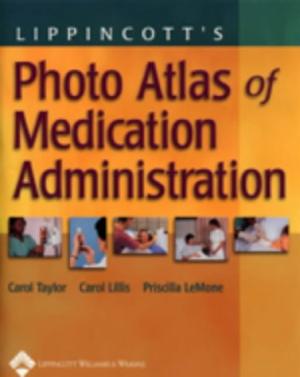 LIPPINCOTT'S
Photo Atlas of
Medication
Administration
Carol Taylor Carol Lillis Priscilla LeMone
LIPPINCOTT WILLIAMS & WILKINS